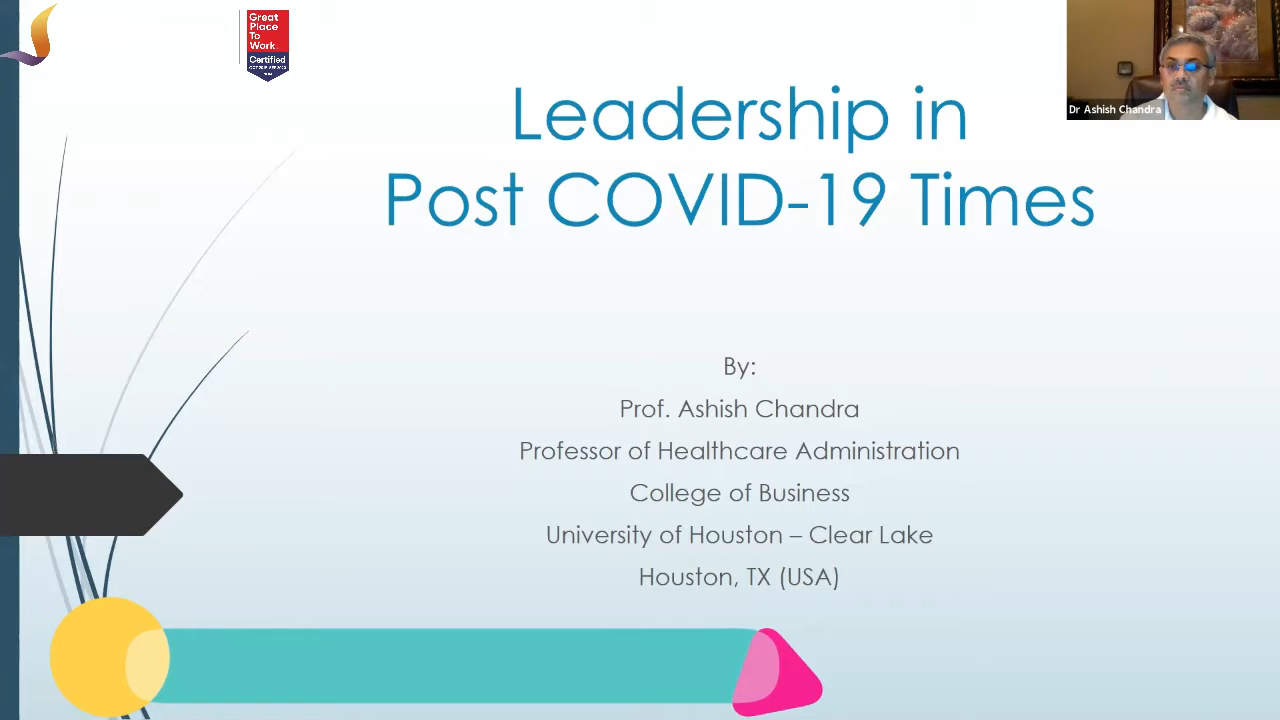 Great
Place
To
Work.
Certified
Leadership in
Post COVID-19 Times
Dr Ashish Chandra
By:
Prof. Ashish Chandra
Professor of Healthcare Administration
College of Business
University of Houston – Clear Lake
Houston, TX (USA)